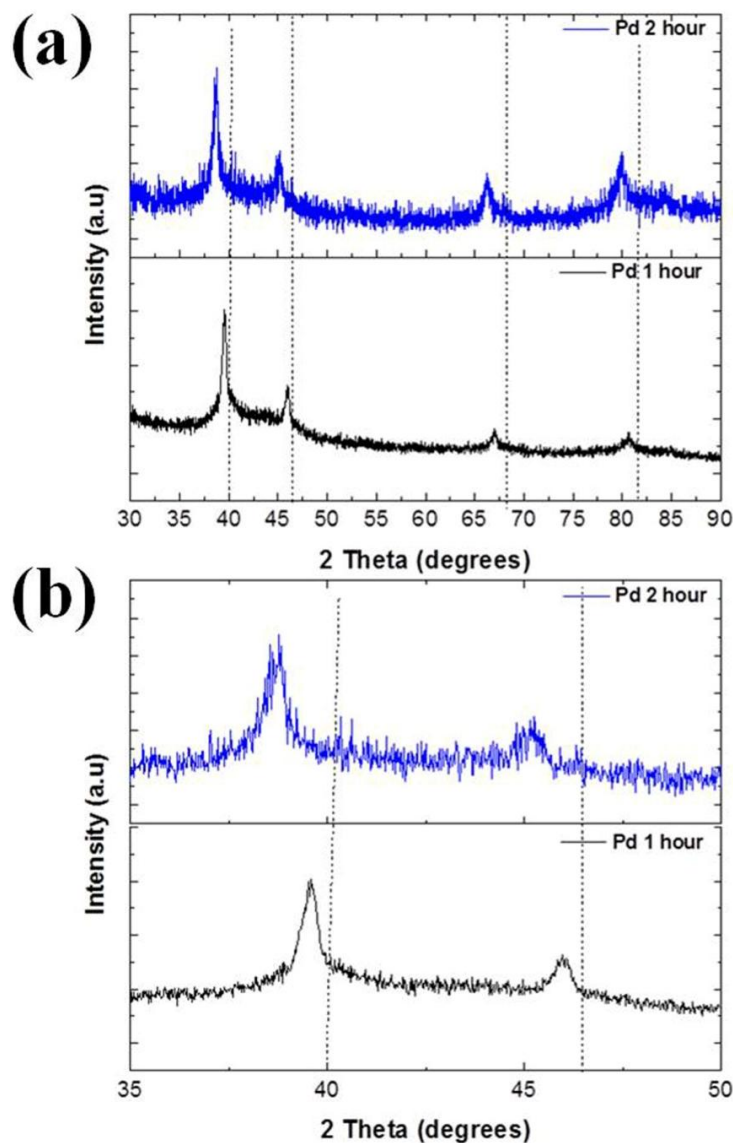 (a)
Pd 2 hour
Pd 1 hour
Intensity (a.u)
30 35 40 45 50 55 60 65 70 75 80 85 90
2 Theta (degrees)
(b)
Pd 2 hour
Pd 1 hour
Intensity (a.u)
35 40 45 50
2 Theta (degrees)